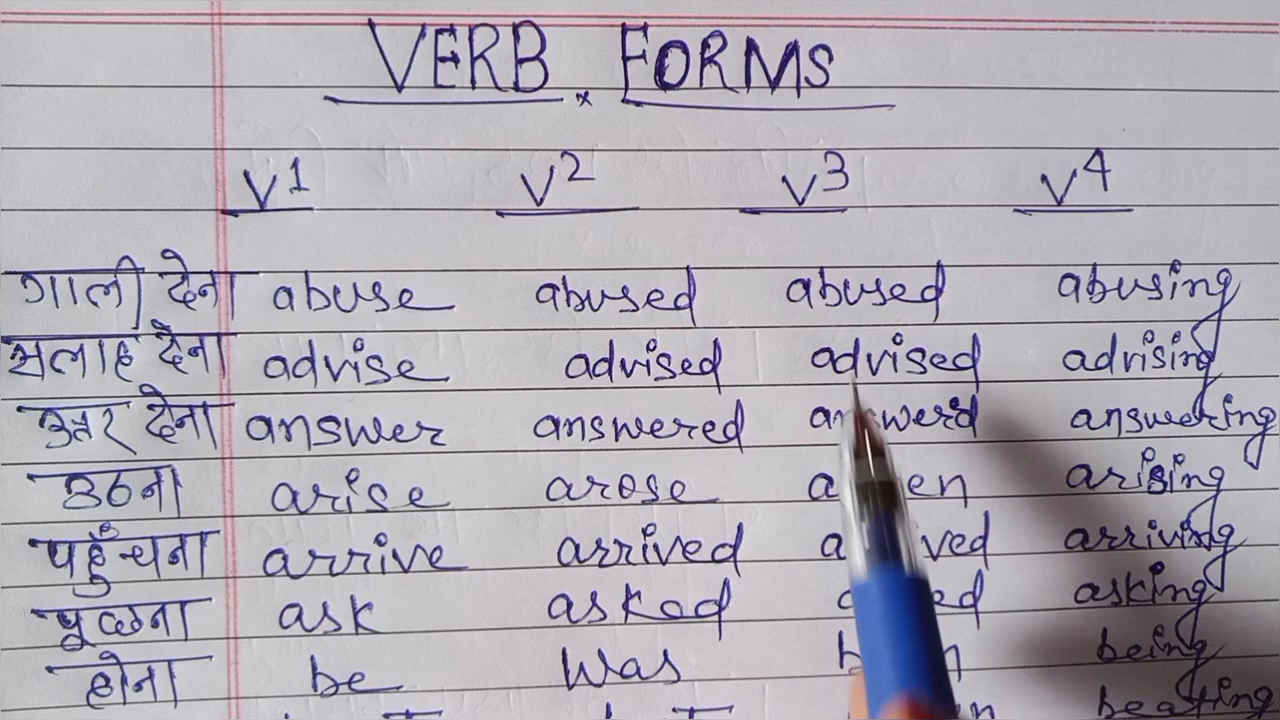 VERB FORMS
V1 V2 V3 V4
गाली देना abuse abused abused abusing
सलाह देना advise advised advised advising
उत्तर देना answer answered answering
उठना arise arose arising
पहुँचना arrive arrived arriving
पूछना ask asked asking
होना be was being
beating